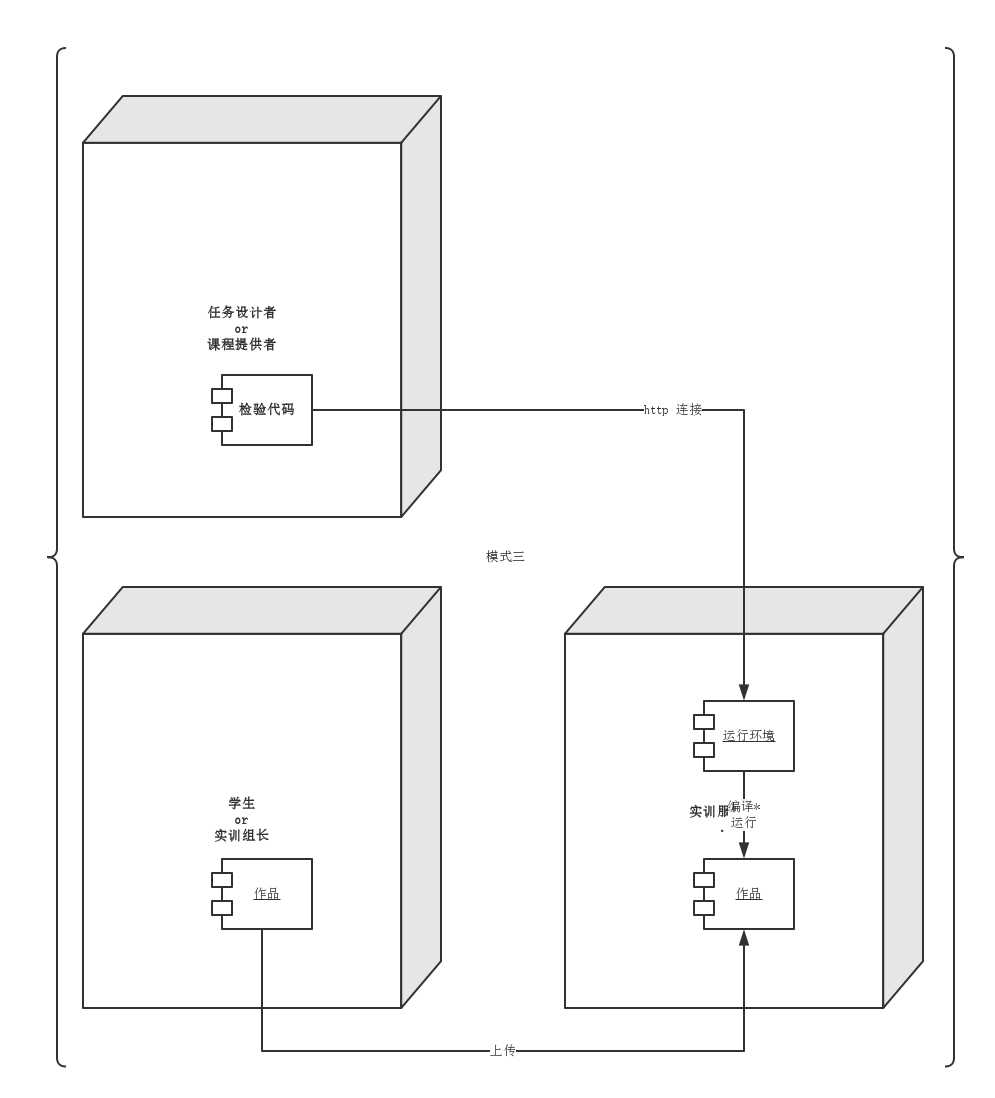 任务设计者
or
课程提供者
检验代码
http 连接
模式三
运行环境
实训服
编译*
运行
学生
or
实训组长
作品
作品
上传